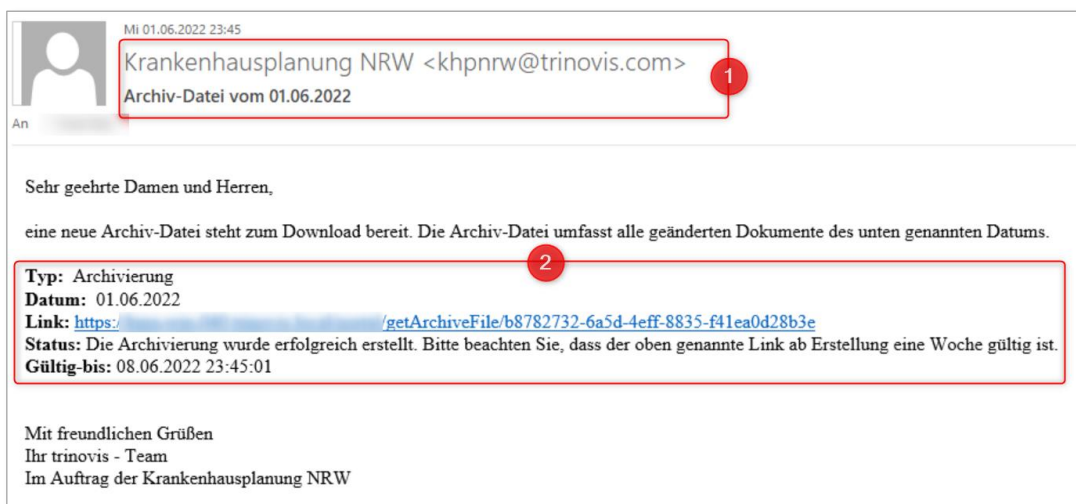 Mi 01.06.2022 23:45
Krankenhausplanung NRW <khpnrw@trinovis.com>
1
Archiv-Datei vom 01.06.2022
An
Sehr geehrte Damen und Herren,
eine neue Archiv-Datei steht zum Download bereit. Die Archiv-Datei umfasst alle geänderten Dokumente des unten genannten Datums.
2
Typ: Archivierung
Datum: 01.06.2022
Link: https:/ /getArchiveFile/b8782732-6a5d-4eff-8835-f41ea0d28b3e
Status: Die Archivierung wurde erfolgreich erstellt. Bitte beachten Sie, dass der oben genannte Link ab Erstellung eine Woche gültig ist.
Gültig-bis: 08.06.2022 23:45:01
Mit freundlichen Grüßen
Ihr trinovis - Team
Im Auftrag der Krankenhausplanung NRW